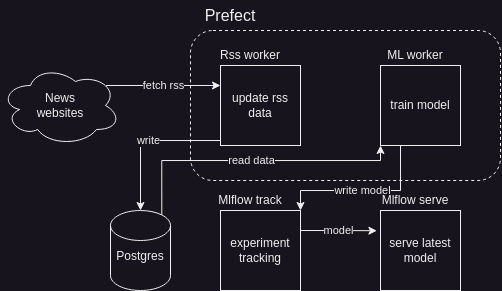 Prefect
Rss worker
ML worker
News
websites
fetch rss
update rss
data
train model
write
read data
write model
Mlflow track
Mlflow serve
Postgres
experiment
tracking
model
serve latest
model